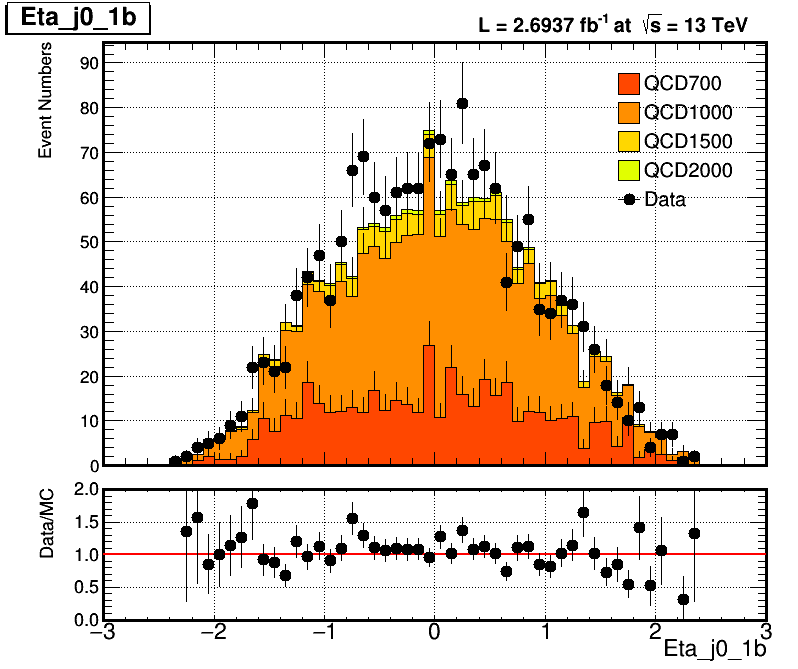 Eta_j0_1b
L = 2.6937 fb-1 at √s = 13 TeV
Event Numbers
90
80
70
60
50
40
30
20
10
0
QCD700
QCD1000
QCD1500
QCD2000
Data
Data/MC
2.0
1.5
1.0
0.5
0.0
−3 −2 −1 0 1 2 3
Eta_j0_1b